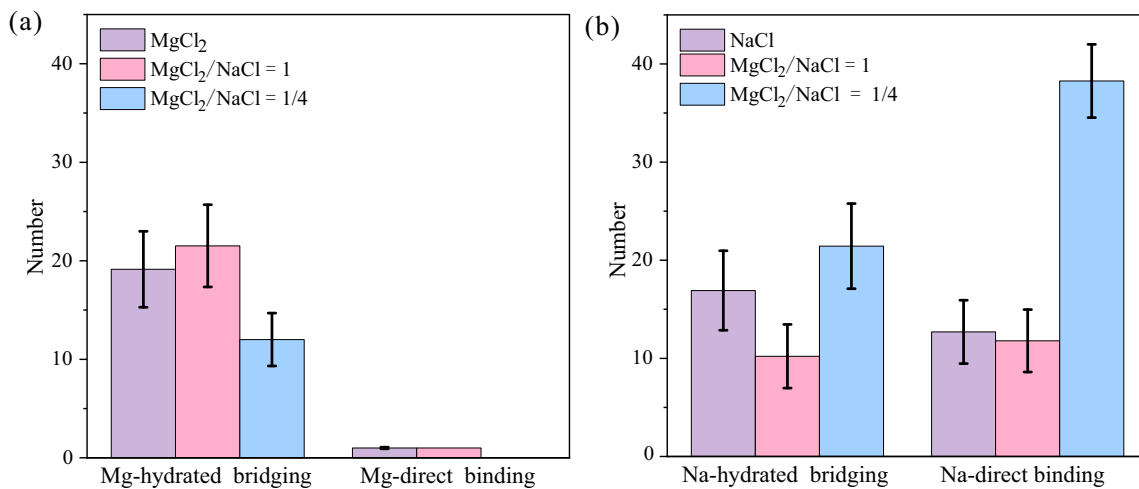 (a)
MgCl2
MgCl2/NaCl = 1
MgCl2/NaCl = 1/4
Number
40
30
20
10
0
Mg-hydrated bridging
Mg-direct binding
(b)
NaCl
MgCl2/NaCl = 1
MgCl2/NaCl = 1/4
Number
40
30
20
10
0
Na-hydrated bridging
Na-direct binding